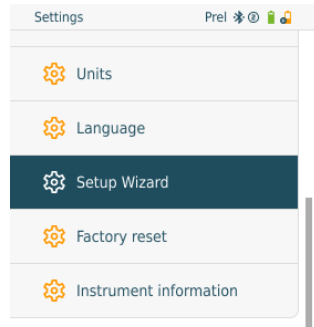 Settings Prel
Units
Language
Setup Wizard
Factory reset
Instrument information